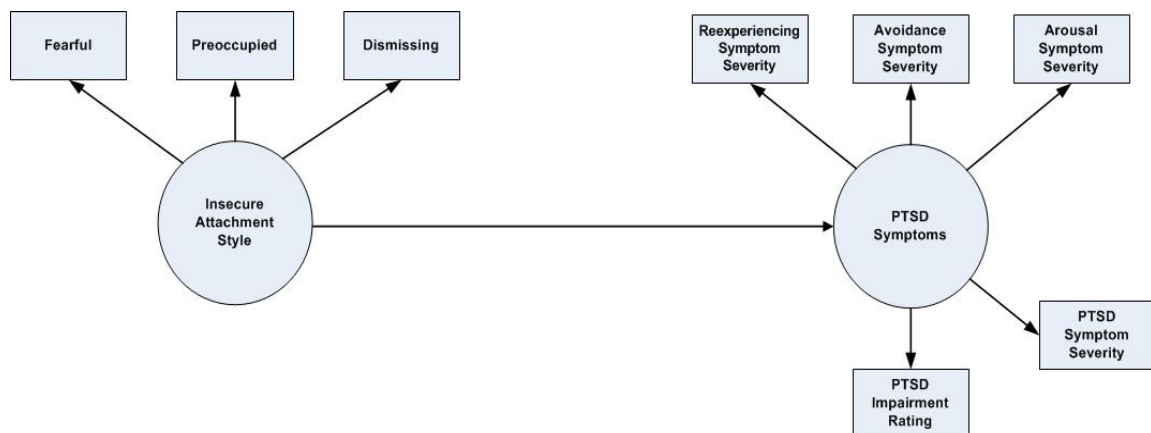 Fearful
Preoccupied
Dismissing
Reexperiencing
Symptom
Severity
Avoidance
Symptom
Severity
Arousal
Symptom
Severity
Insecure
Attachment
Style
PTSD
Symptoms
PTSD
Symptom
Severity
PTSD
Impairment
Rating